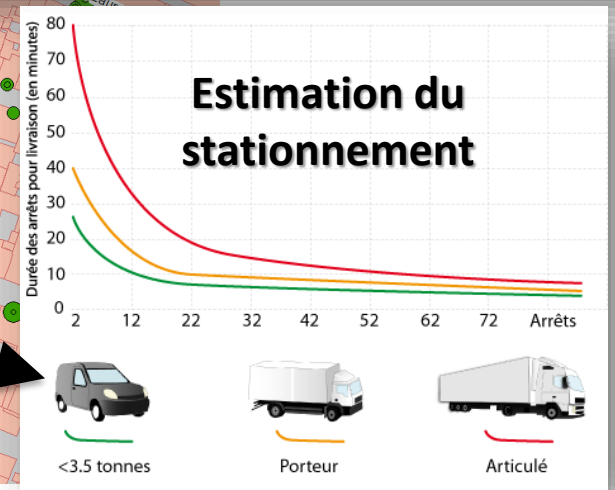 Durée des arrêts pour livraison (en minutes)
80
70
60
50
40
30
20
10
0
Estimation du
stationnement
2 12 22 32 42 52 62 72 Arrêts
<3.5 tonnes Porteur Articulé